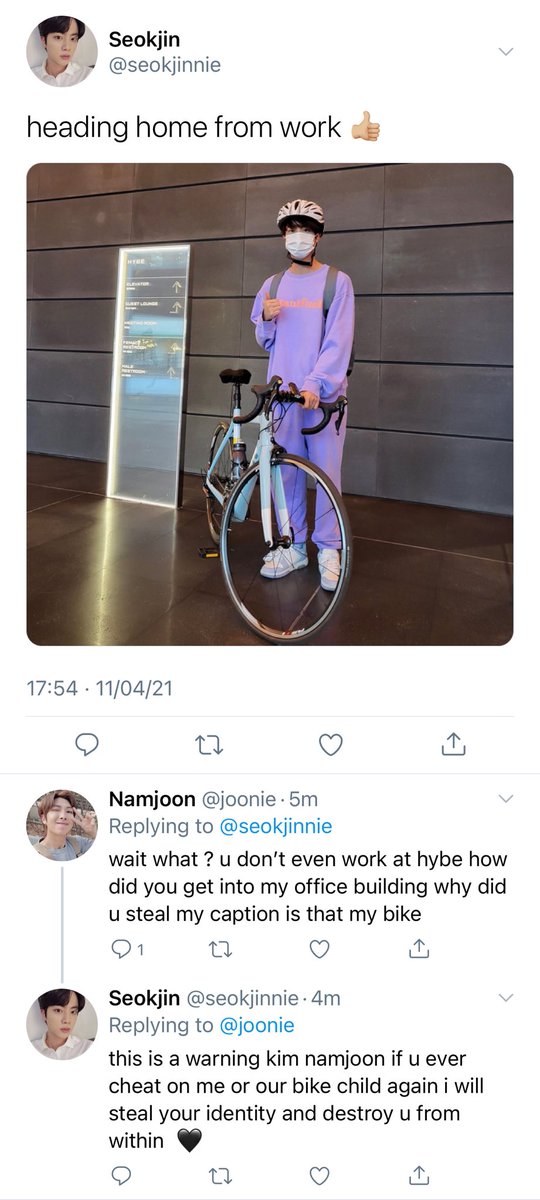 Seokjin
@seokjinnie
heading home from work 👍🏼
HYBE
ELEVATOR
GUEST LOUNGE
MEETING ROOM
FEMALE
RESTROOM
MALE
RESTROOM
17:54 · 11/04/21
Namjoon @joonie · 5m
Replying to @seokjinnie
wait what ? u don’t even work at hybe how
did you get into my office building why did
u steal my caption is that my bike
1
Seokjin @seokjinnie · 4m
Replying to @joonie
this is a warning kim namjoon if u ever
cheat on me or our bike child again i will
steal your identity and destroy u from
within 🖤